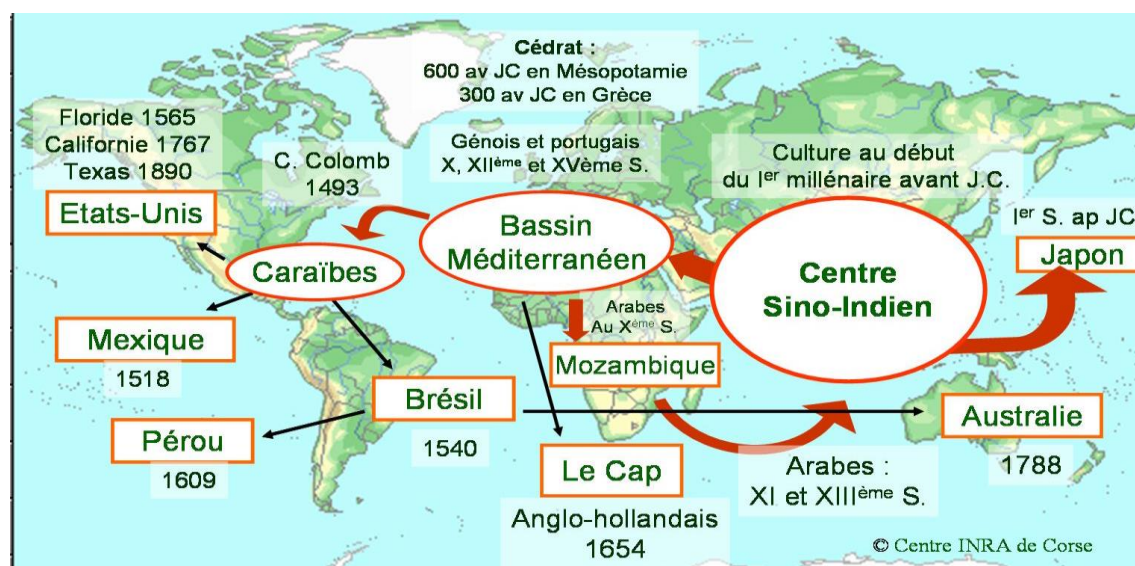 Cédrat :
600 av JC en Mésopotamie
300 av JC en Grèce
Floride 1565
Californie 1767
Texas 1890
Etats-Unis
C. Colomb
1493
Génois et portugais
X, XIIème et XVème S.
Culture au début
du Ier millénaire avant J.C.
Ier S. ap JC
Japon
Bassin
Méditerranéen
Caraïbes
Centre
Sino-Indien
Arabes
Au Xème S.
Mexique
1518
Mozambique
Brésil
1540
Australie
1788
Pérou
1609
Le Cap
Anglo-hollandais
1654
Arabes :
XI et XIIIème S.
© Centre INRA de Corse